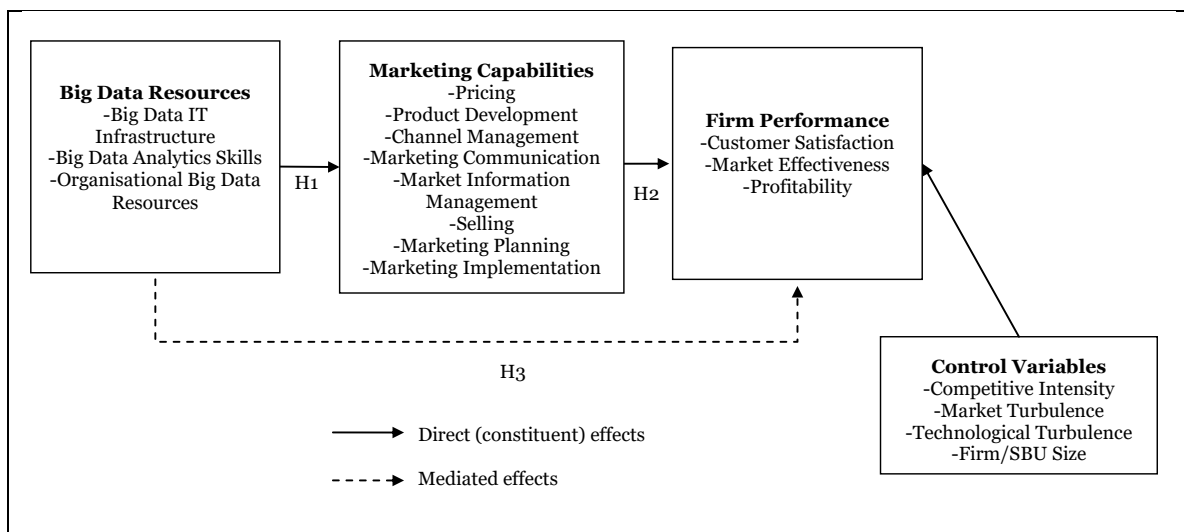 Big Data Resources
-Big Data IT
Infrastructure
-Big Data Analytics Skills
-Organisational Big Data
Resources
H1
Marketing Capabilities
-Pricing
-Product Development
-Channel Management
-Marketing Communication
-Market Information
Management
-Selling
-Marketing Planning
-Marketing Implementation
H2
Firm Performance
-Customer Satisfaction
-Market Effectiveness
-Profitability
H3
Control Variables
-Competitive Intensity
-Market Turbulence
-Technological Turbulence
-Firm/SBU Size
Direct (constituent) effects
Mediated effects